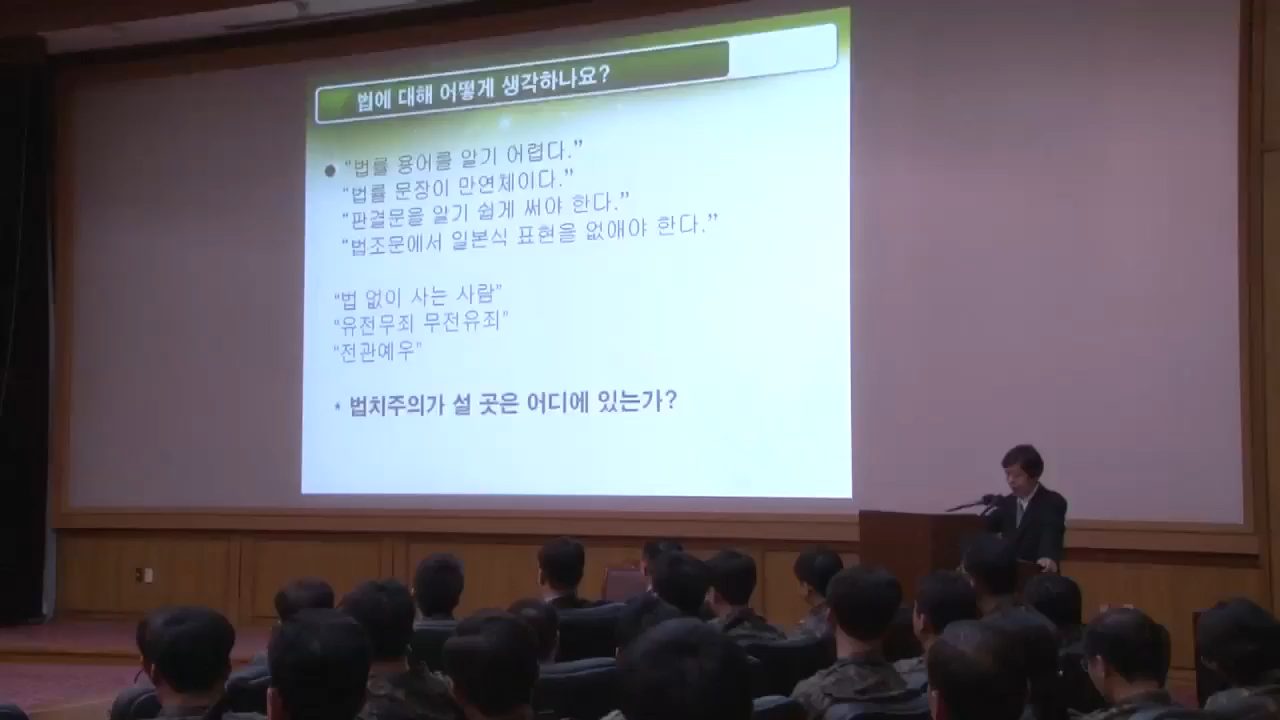 법에 대해 어떻게 생각하나요?
● “법률 용어를 알기 어렵다.”
“법률 문장이 만연체이다.”
“판결문을 알기 쉽게 써야 한다.”
“법조문에서 일본식 표현을 없애야 한다.”
“법 없이 사는 사람”
“유전무죄 무전유죄”
“전관예우”
* 법치주의가 설 곳은 어디에 있는가?